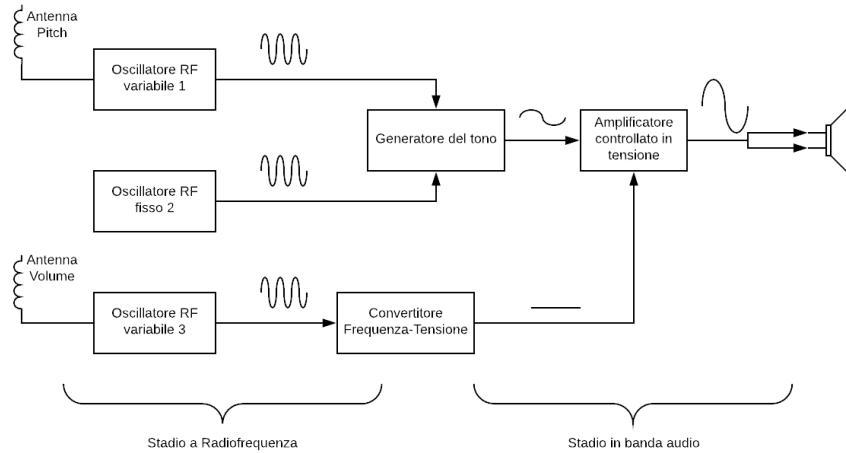 Antenna
Pitch
Oscillatore RF
variabile 1
Generatore del tono
Amplificatore
controllato in
tensione
Oscillatore RF
fisso 2
Antenna
Volume
Oscillatore RF
variabile 3
Convertitore
Frequenza-Tensione
Stadio a Radiofrequenza
Stadio in banda audio